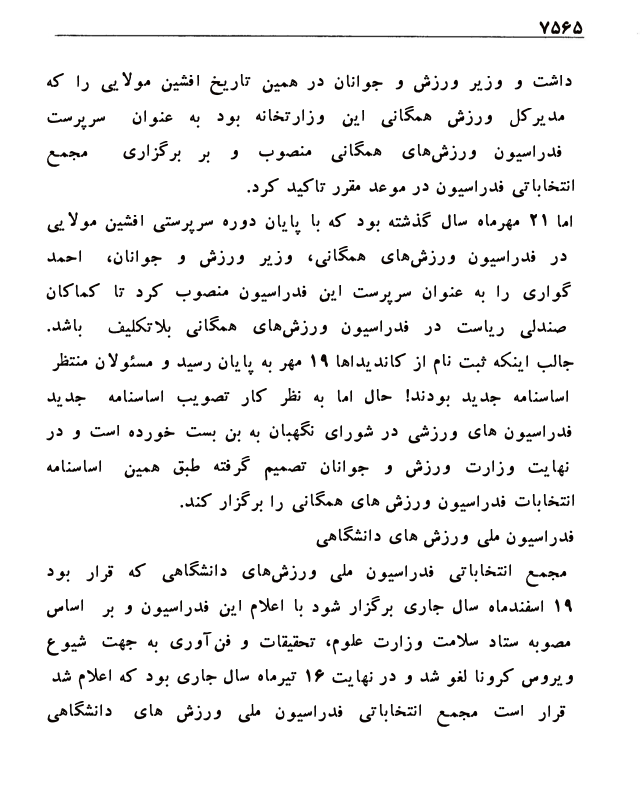 ۷۵۶۵
داشت و وزیر ورزش و جوانان در همین تاریخ افشین مولایی را که
مدیرکل ورزش همگانی این وزارتخانه بود به عنوان سرپرست
فدراسیون ورزش‌های همگانی منصوب و بر برگزاری مجمع
انتخاباتی فدراسیون در موعد مقرر تاکید کرد.
اما ۲۱ مهرماه سال گذشته بود که با پایان دوره سرپرستی افشین مولایی
در فدراسیون ورزش‌های همگانی، وزیر ورزش و جوانان، احمد
گواری را به عنوان سرپرست این فدراسیون منصوب کرد تا کماکان
صندلی ریاست در فدراسیون ورزش‌های همگانی بلاتکلیف باشد.
جالب اینکه ثبت نام از کاندیداها ۱۹ مهر به پایان رسید و مسئولان منتظر
اساسنامه جدید بودند! حال اما به نظر کار تصویب اساسنامه جدید
فدراسیون های ورزشی در شورای نگهبان به بن بست خورده است و در
نهایت وزارت ورزش و جوانان تصمیم گرفته طبق همین اساسنامه
انتخابات فدراسیون ورزش های همگانی را برگزار کند.
فدراسیون ملی ورزش های دانشگاهی
مجمع انتخاباتی فدراسیون ملی ورزش‌های دانشگاهی که قرار بود
۱۹ اسفندماه سال جاری برگزار شود با اعلام این فدراسیون و بر اساس
مصوبه ستاد سلامت وزارت علوم، تحقیقات و فن‌آوری به جهت شیوع
ویروس کرونا لغو شد و در نهایت ۱۶ تیرماه سال جاری بود که اعلام شد
قرار است مجمع انتخاباتی فدراسیون ملی ورزش های دانشگاهی